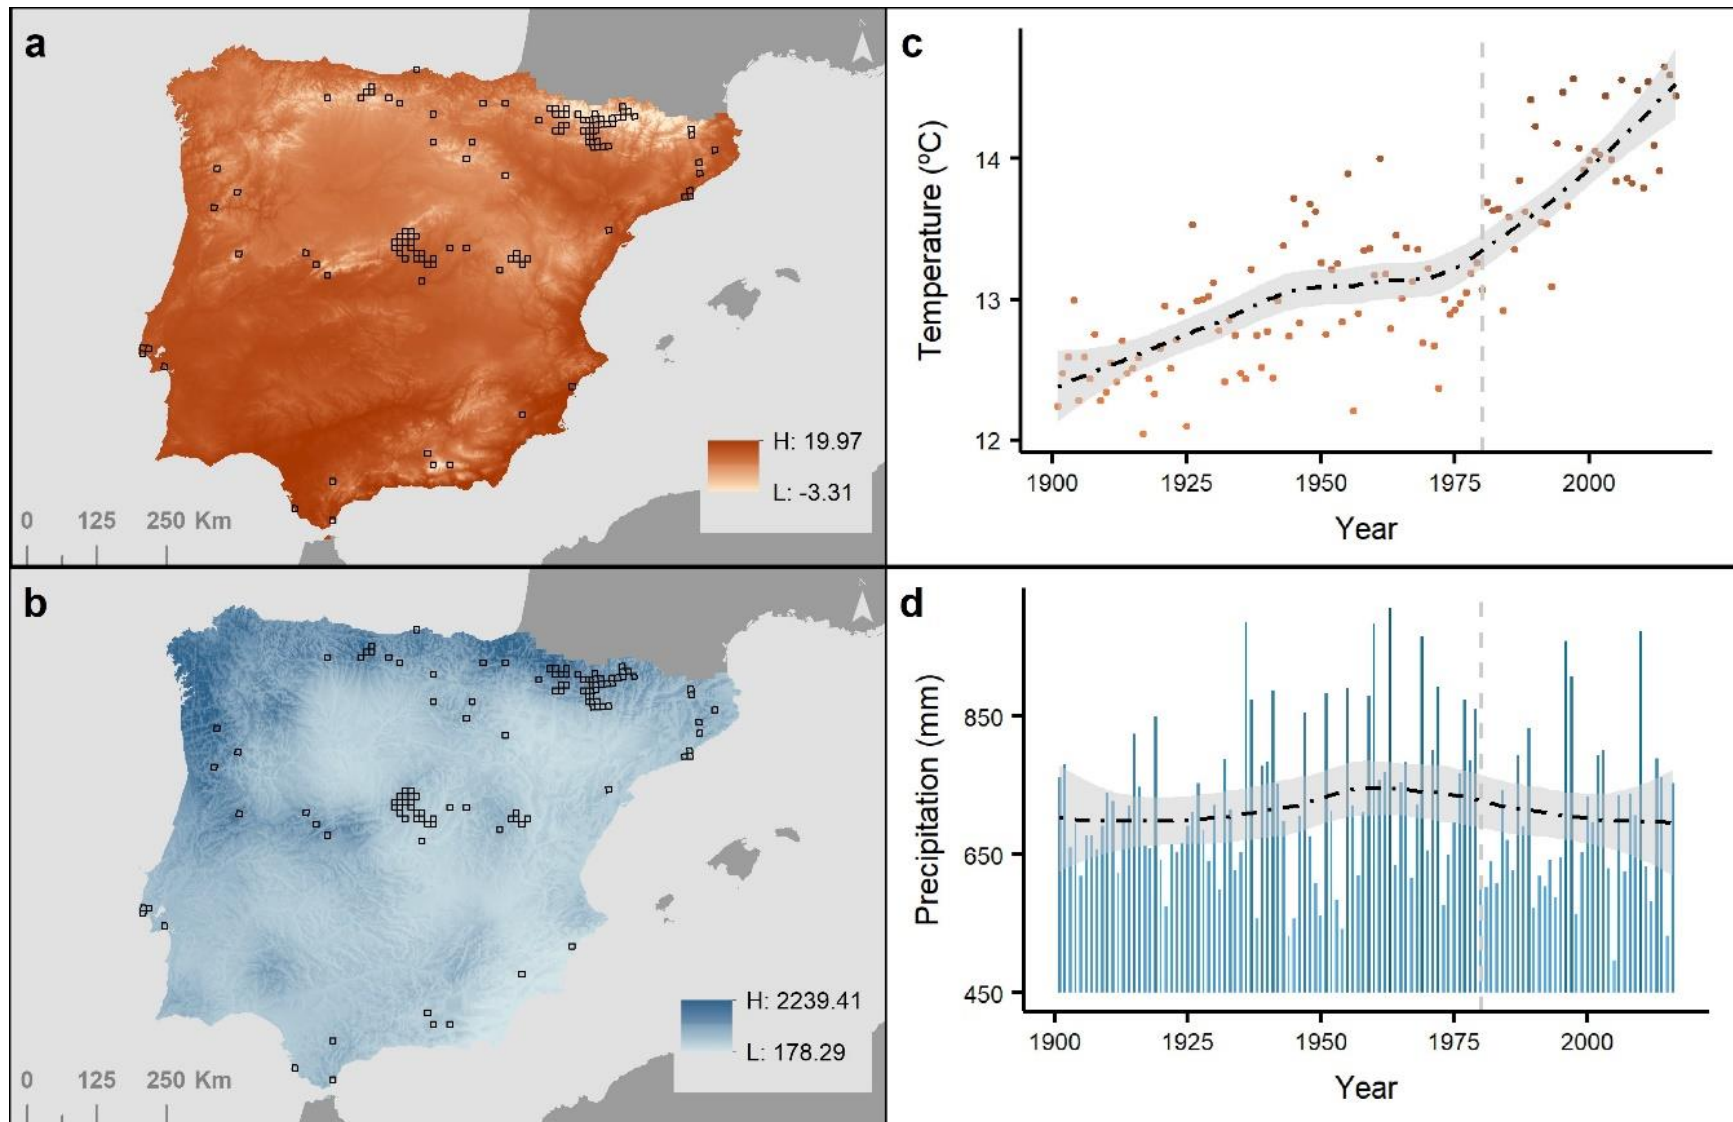 a
N
H: 19.97
L: -3.31
0 125 250 Km
b
N
H: 2239.41
L: 178.29
0 125 250 Km
c
Temperature (ºC)
14
13
12
1900 1925 1950 1975 2000
Year
d
Precipitation (mm)
850
650
450
1900 1925 1950 1975 2000
Year